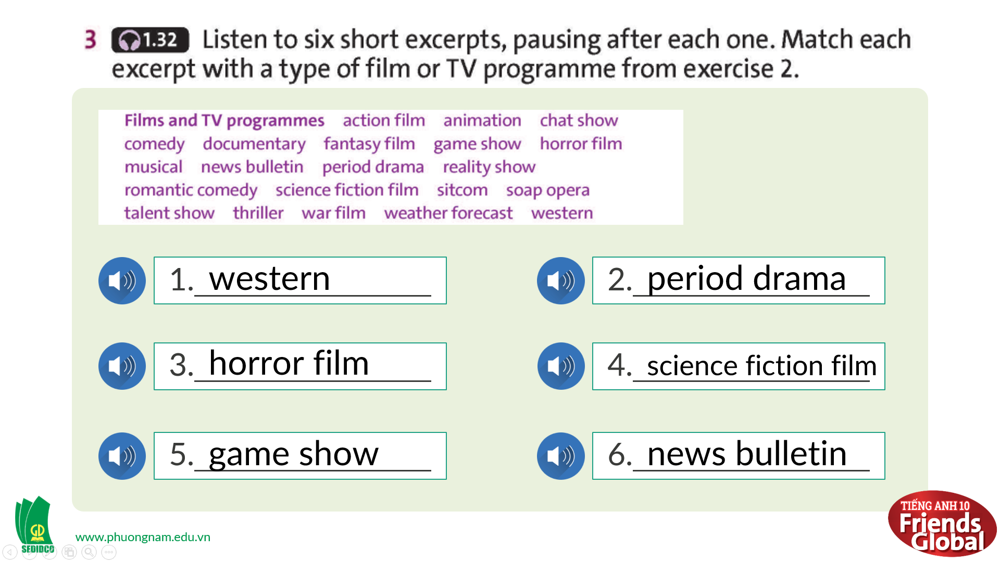 3 1.32 Listen to six short excerpts, pausing after each one. Match each
excerpt with a type of film or TV programme from exercise 2.
Films and TV programmes action film animation chat show
comedy documentary fantasy film game show horror film
musical news bulletin period drama reality show
romantic comedy science fiction film sitcom soap opera
talent show thriller war film weather forecast western
1. western
2. period drama
3. horror film
4. science fiction film
5. game show
6. news bulletin
GD
SEDIDCO
www.phuongnam.edu.vn
TIẾNG ANH 10
Friends
Global